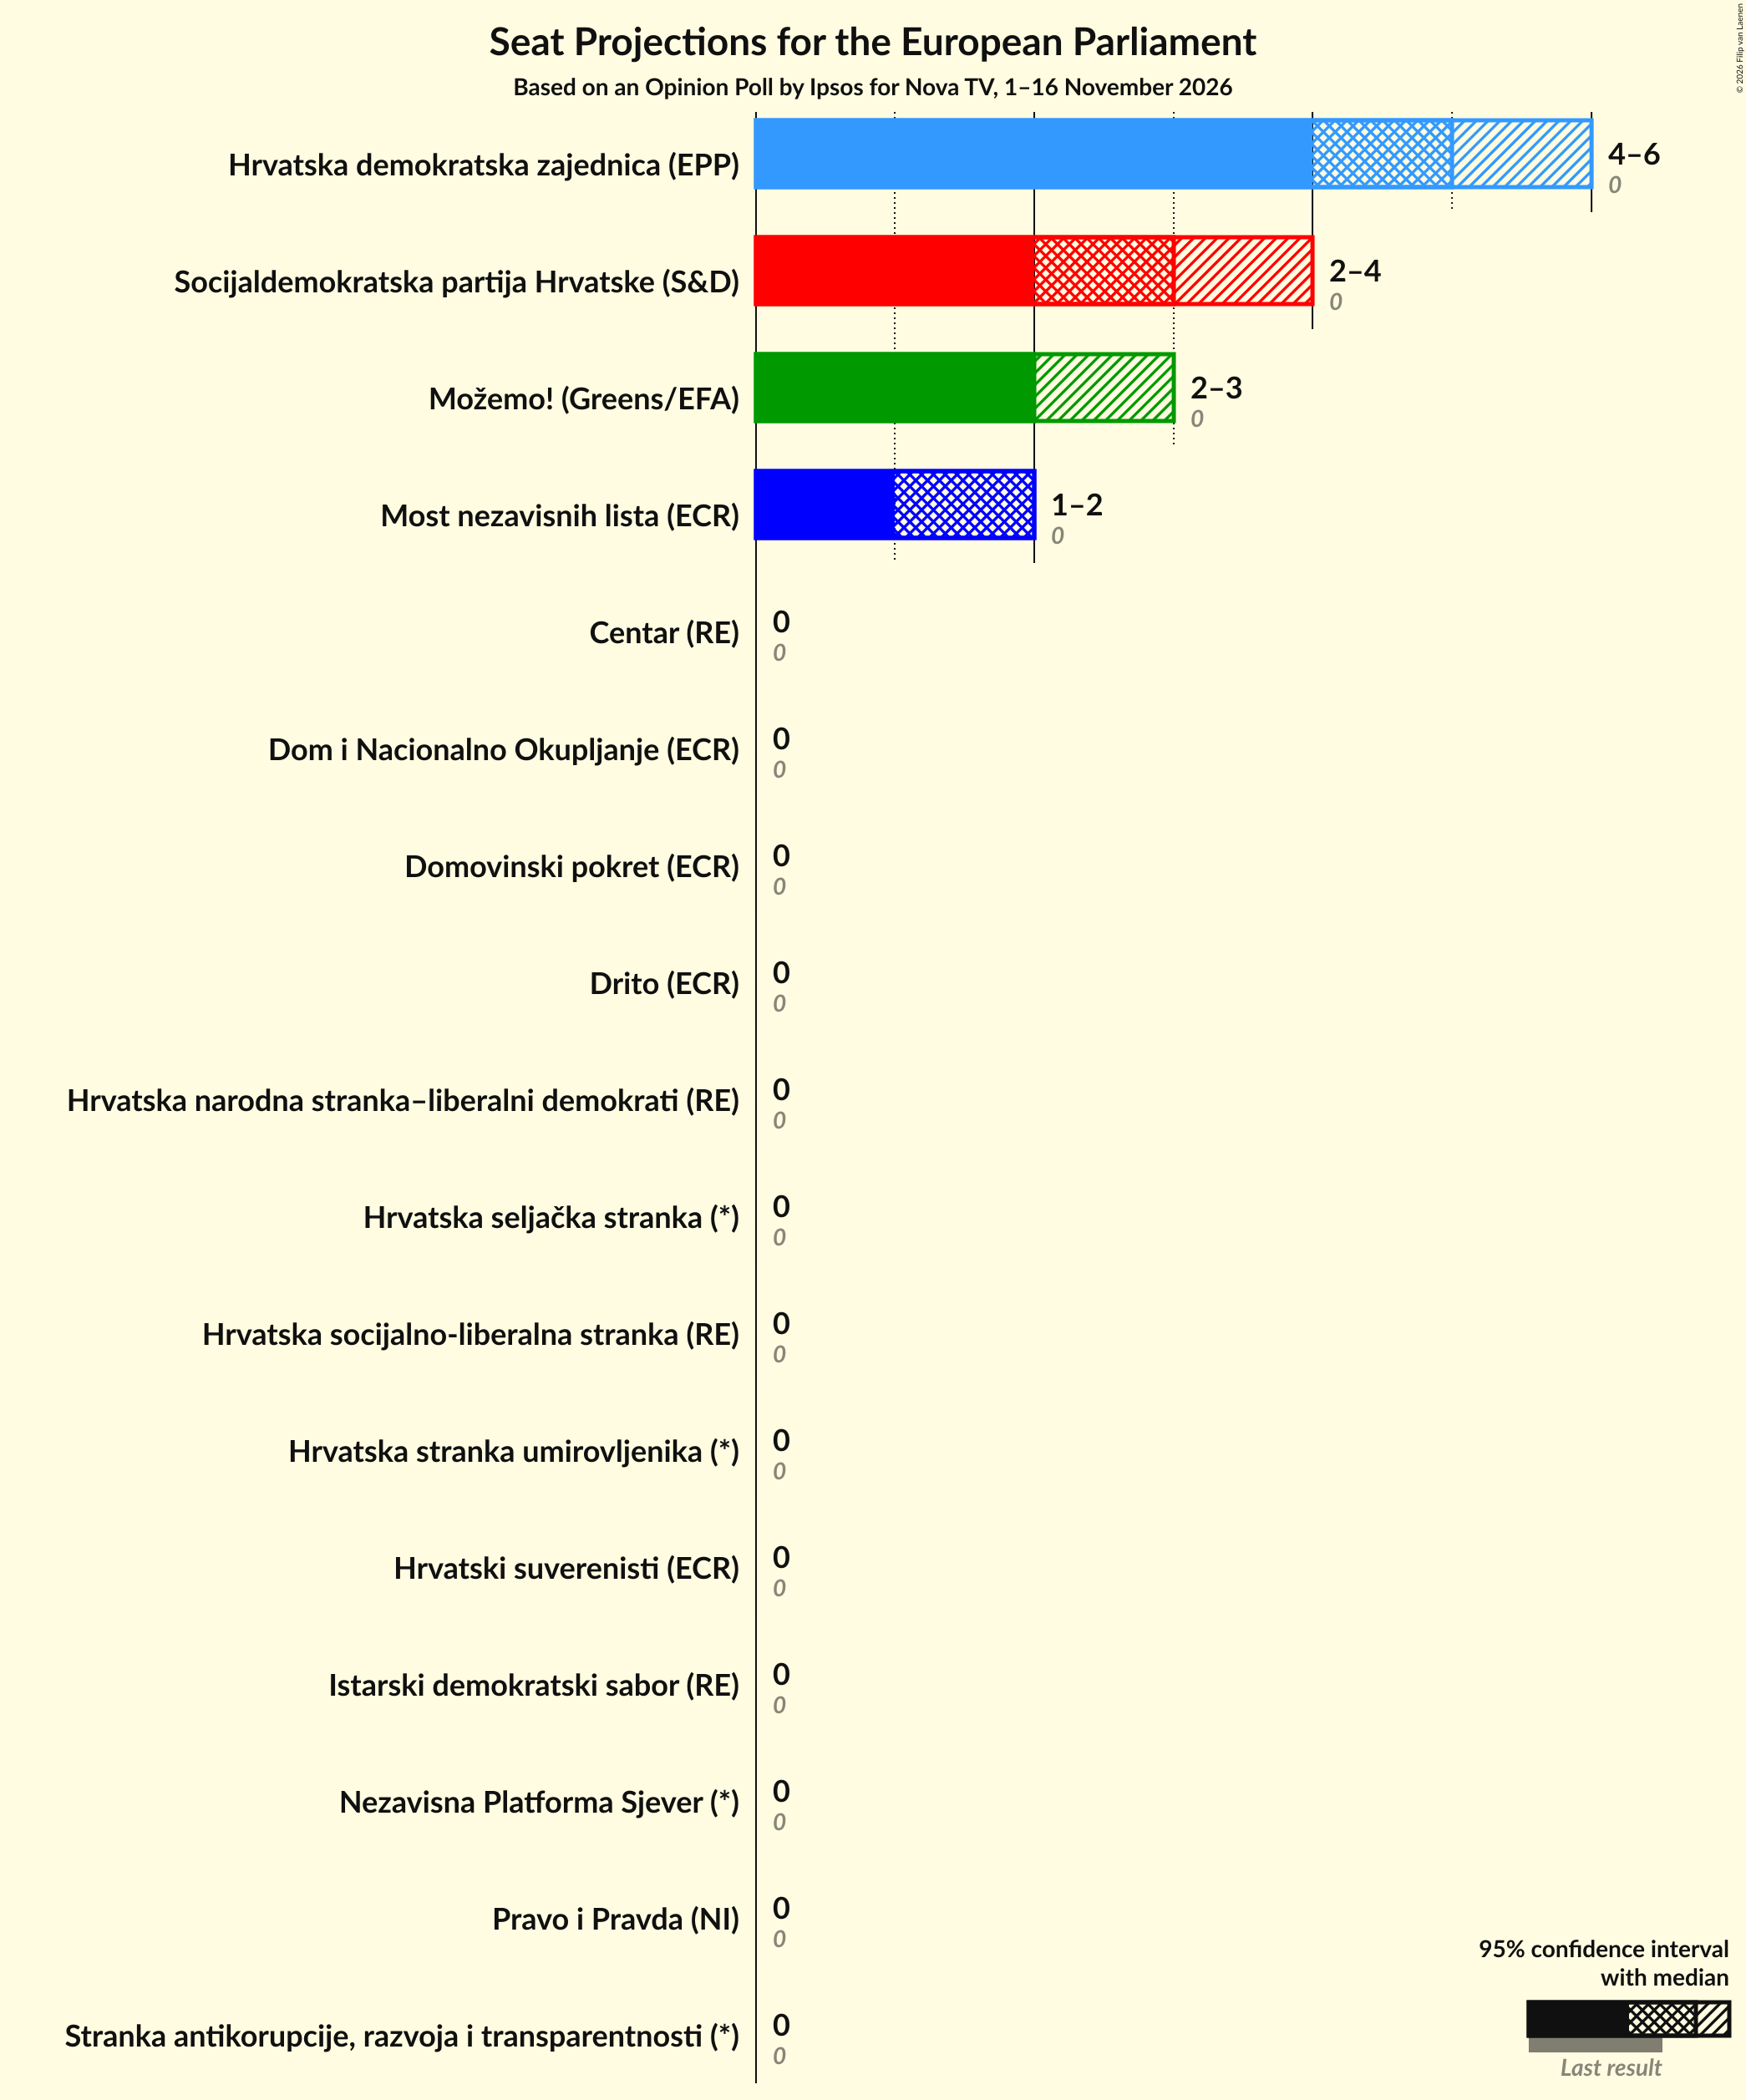 Seat Projections for the European Parliament
Based on an Opinion Poll by Ipsos for Nova TV, 1–16 November 2026
© 2026 Filip van Laenen
Hrvatska demokratska zajednica (EPP)
4–6
0
Socijaldemokratska partija Hrvatske (S&D)
2–4
0
Možemo! (Greens/EFA)
2–3
0
Most nezavisnih lista (ECR)
1–2
0
Centar (RE)
0
0
Dom i Nacionalno Okupljanje (ECR)
0
0
Domovinski pokret (ECR)
0
0
Drito (ECR)
0
0
Hrvatska narodna stranka–liberalni demokrati (RE)
0
0
Hrvatska seljačka stranka (*)
0
0
Hrvatska socijalno-liberalna stranka (RE)
0
0
Hrvatska stranka umirovljenika (*)
0
0
Hrvatski suverenisti (ECR)
0
0
Istarski demokratski sabor (RE)
0
0
Nezavisna Platforma Sjever (*)
0
0
Pravo i Pravda (NI)
0
0
Stranka antikorupcije, razvoja i transparentnosti (*)
0
0
95% confidence interval
with median
Last result